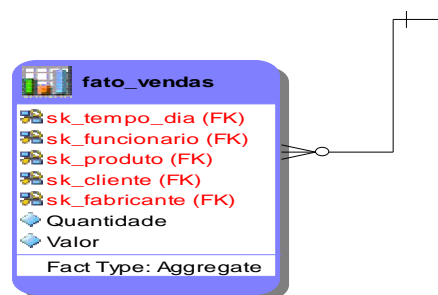 fato_vendas
sk_tempo_dia (FK)
sk_funcionario (FK)
sk_produto (FK)
sk_cliente (FK)
sk_fabricante (FK)
Quantidade
Valor
Fact Type: Aggregate